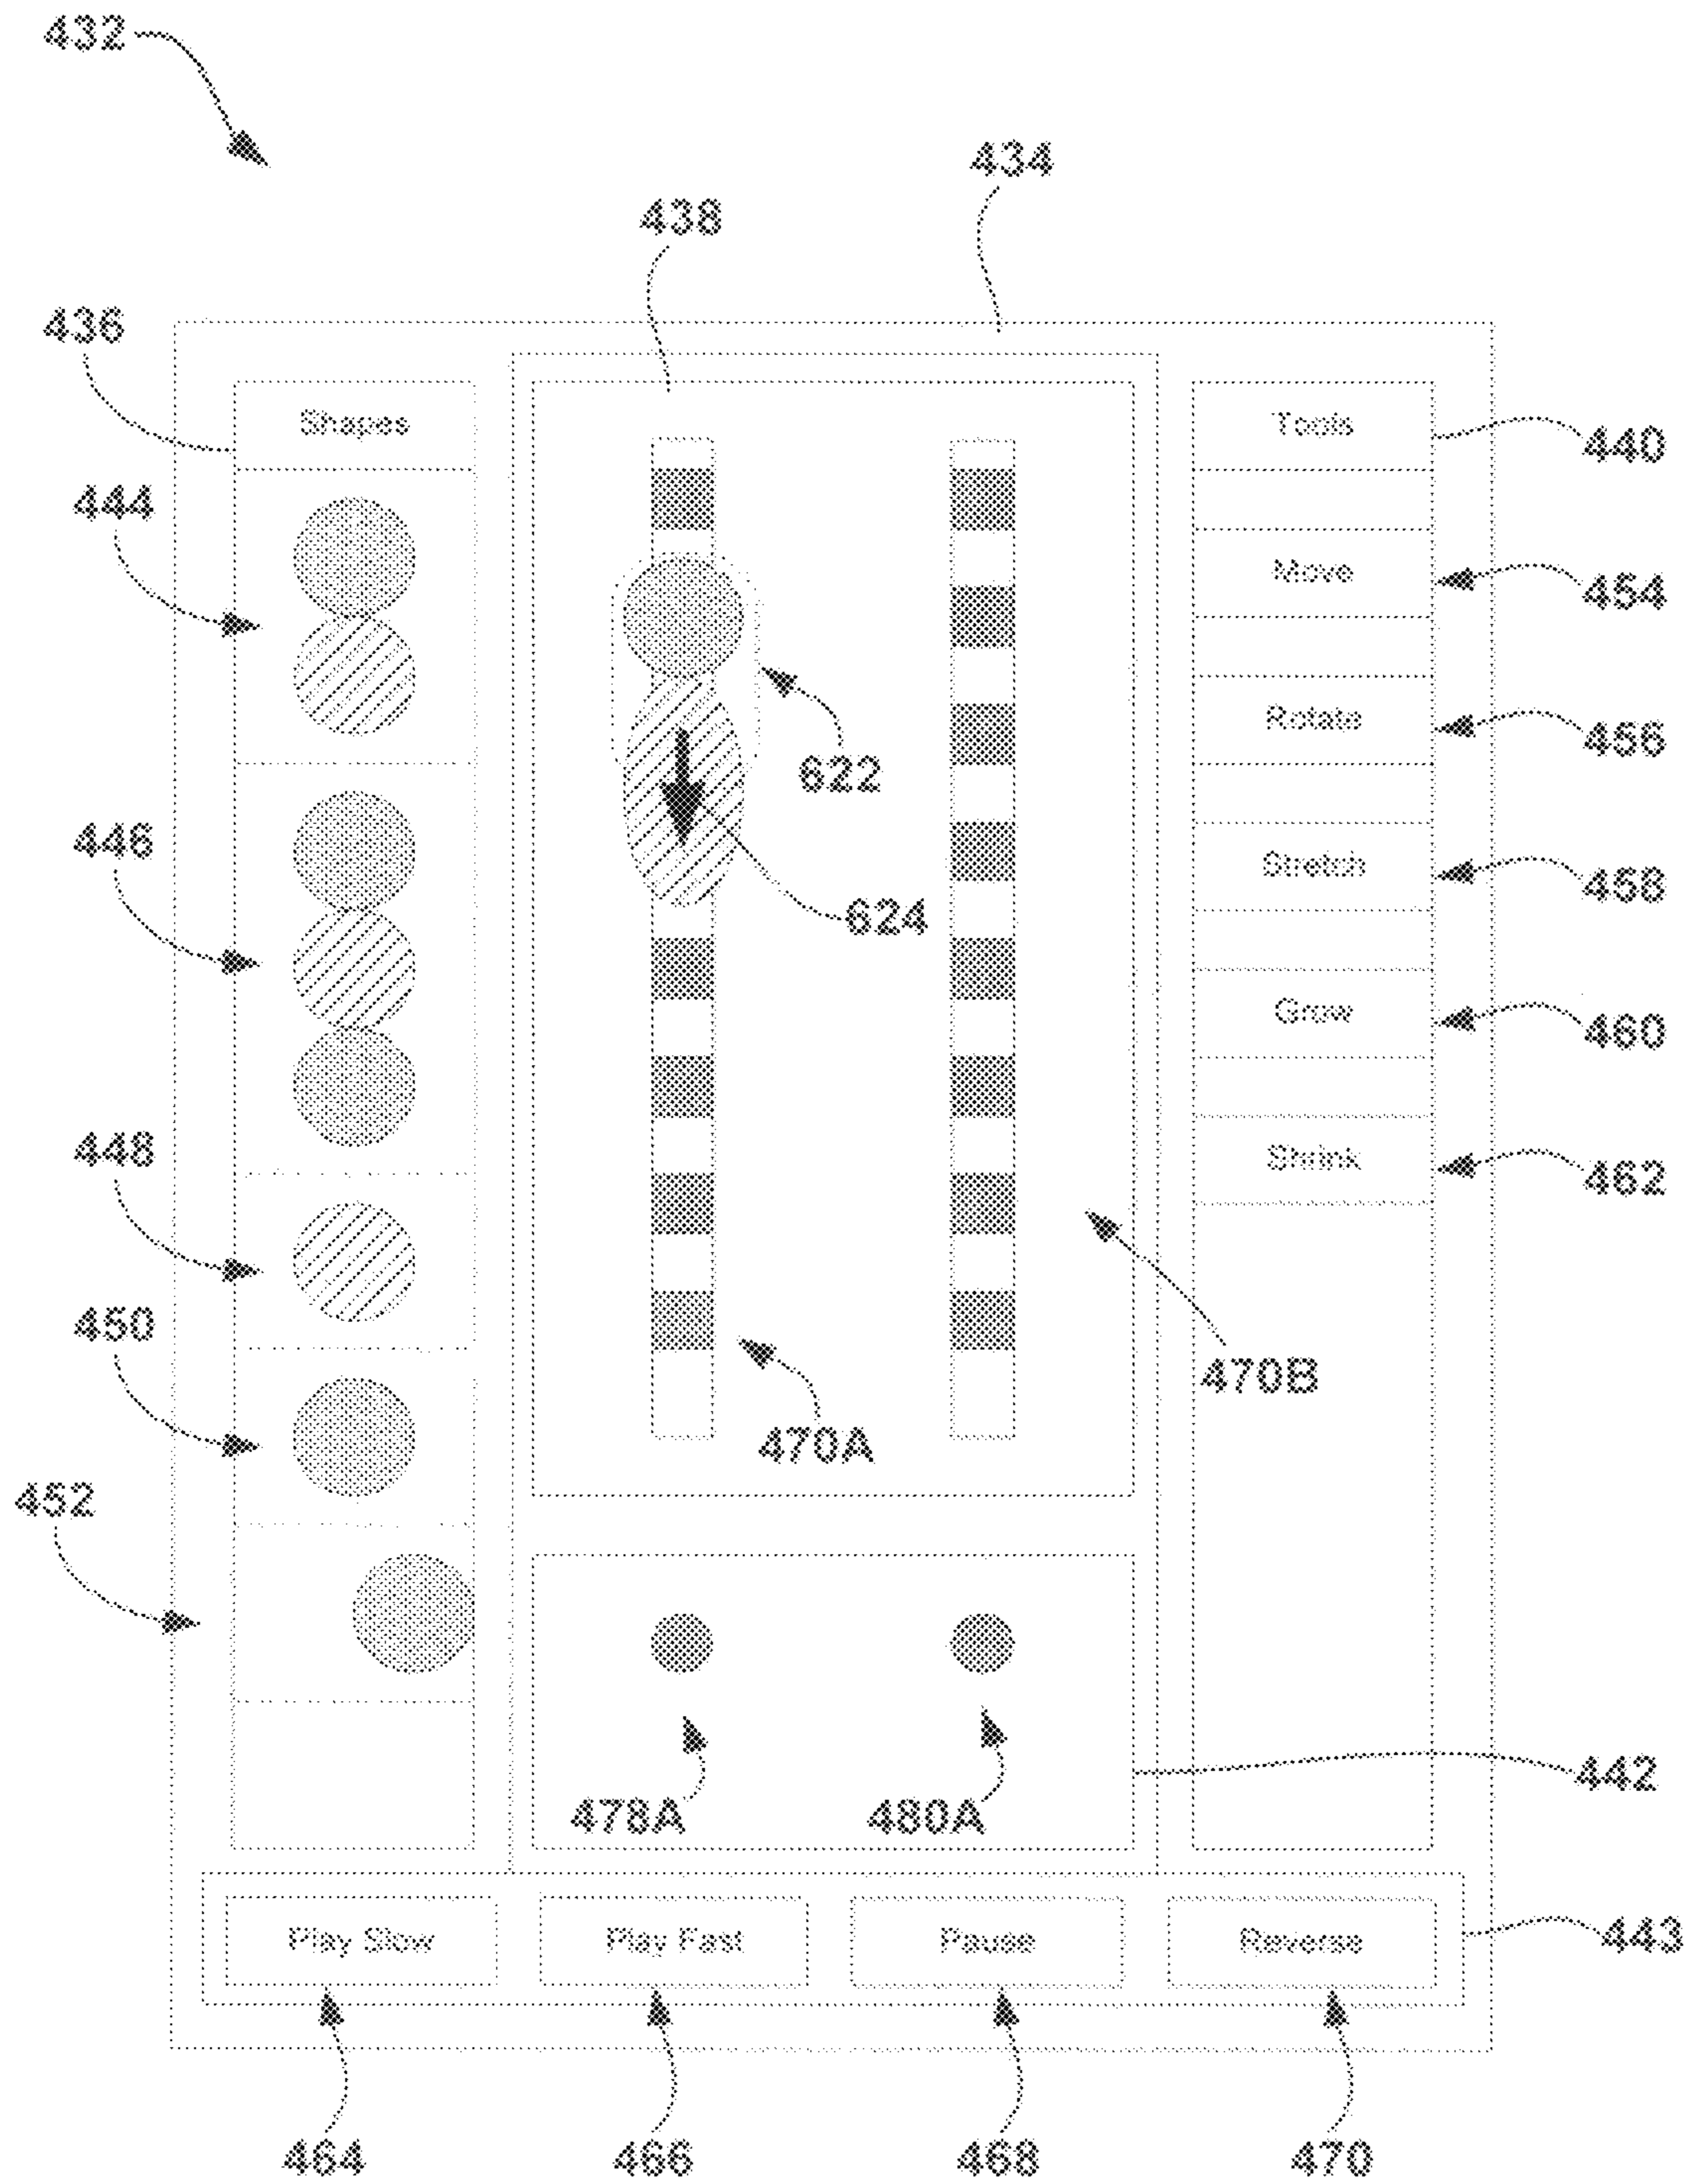 432
434
438
436
Shapes
Tools
440
444
Move
454
622
Rotate
456
446
624
Stretch
458
Grow
460
448
Shrink
462
450
470B
470A
452
478A
480A
442
Play Slow
Play Fast
Pause
Reverse
443
464
466
468
470